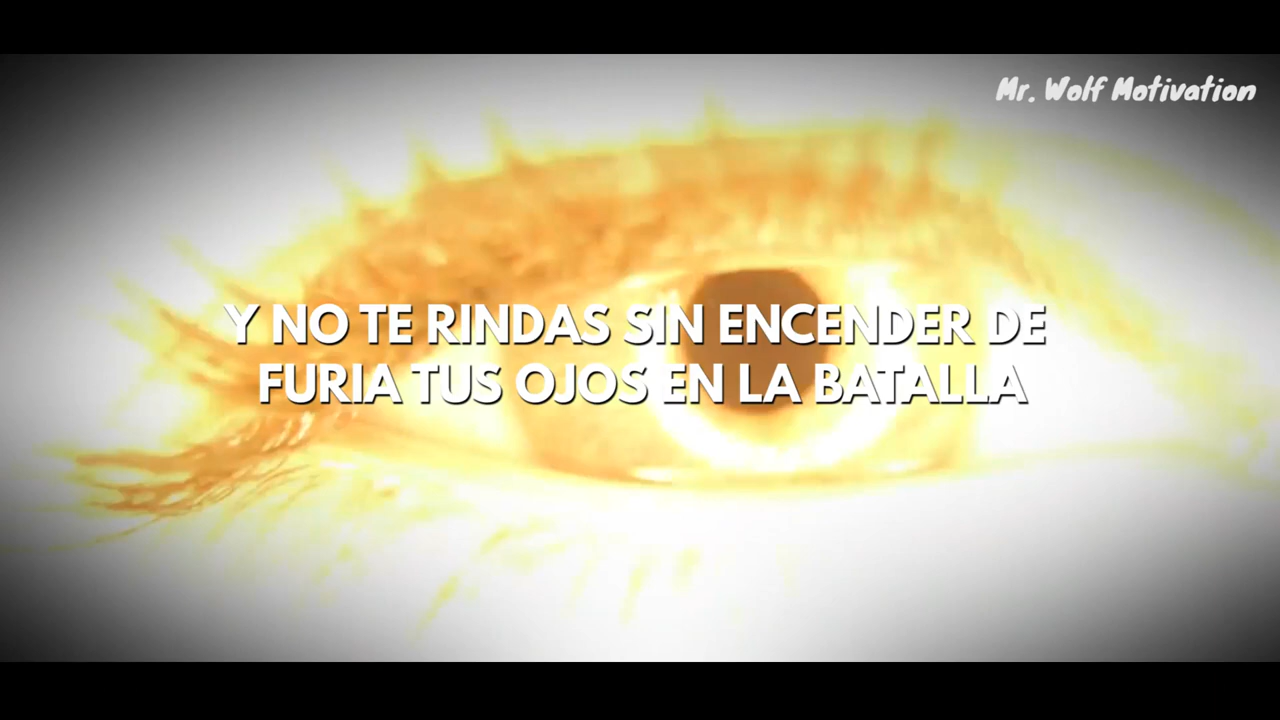 Mr. Wolf Motivation
Y NO TE RINDAS SIN ENCENDER DE
FURIA TUS OJOS EN LA BATALLA